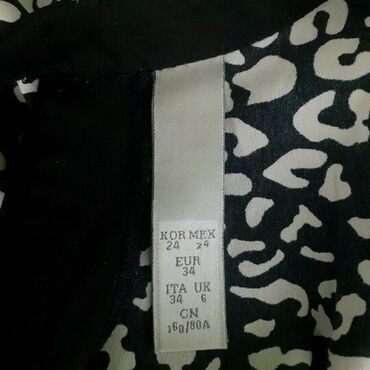 KOR MEX
24 24
EUR
34
ITA UK
34 6
CN
160/80A